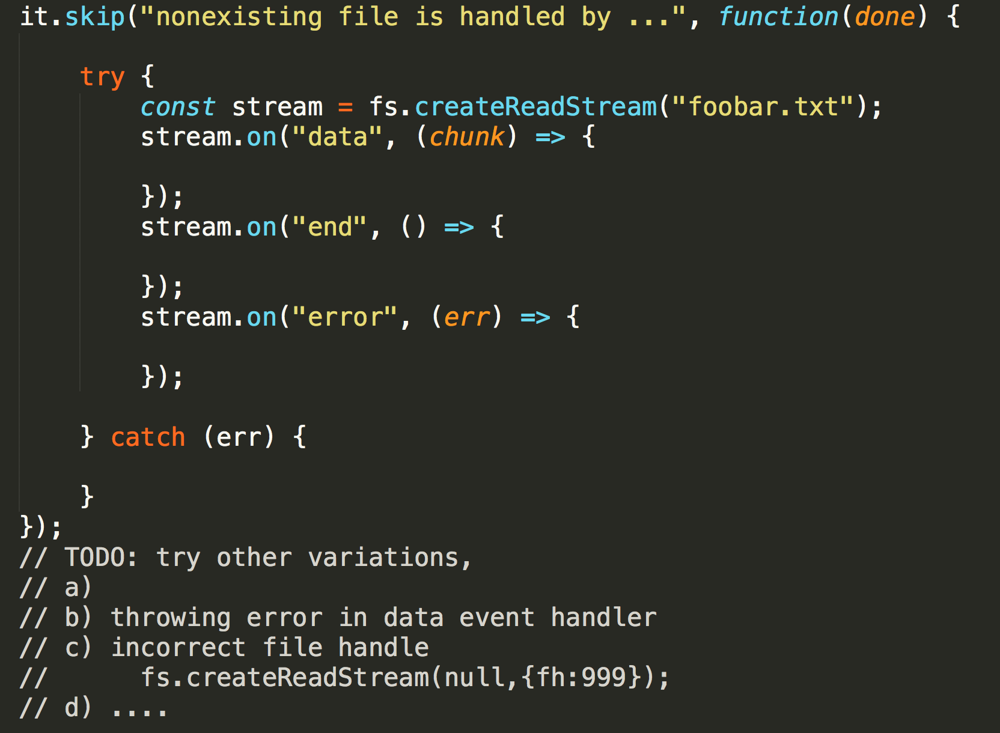 it.skip("nonexisting file is handled by ...", function(done) {
try {
const stream = fs.createReadStream("foobar.txt");
stream.on("data", (chunk) => {
});
stream.on("end", () => {
});
stream.on("error", (err) => {
});
} catch (err) {
}
});
// TODO: try other variations,
// a)
// b) throwing error in data event handler
// c) incorrect file handle
//      fs.createReadStream(null,{fh:999});
// d) ....